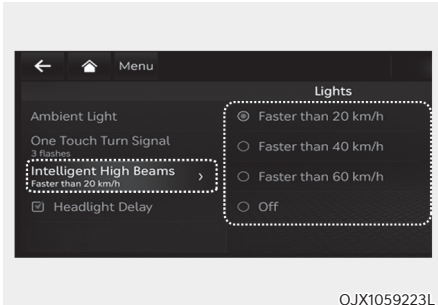 Menu
Lights
Ambient Light
One Touch Turn Signal
3 flashes
Intelligent High Beams
Faster than 20 km/h
Headlight Delay
Faster than 20 km/h
Faster than 40 km/h
Faster than 60 km/h
Off
OJX1059223L